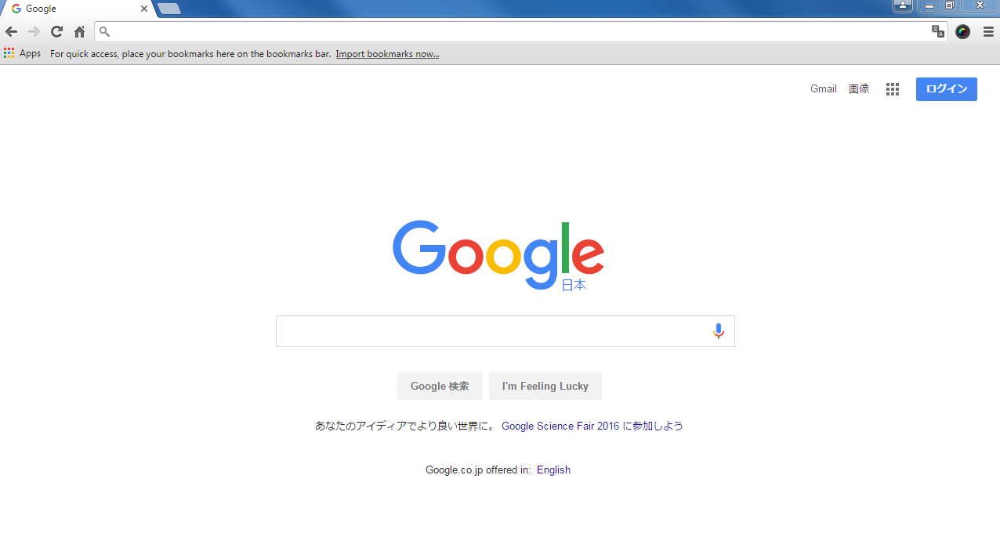 Google
Apps For quick access, place your bookmarks here on the bookmarks bar. Import bookmarks now...
Gmail 画像 ログイン
Google
日本
Google 検索 I'm Feeling Lucky
あなたのアイディアでより良い世界に。 Google Science Fair 2016 に参加しよう
Google.co.jp offered in: English